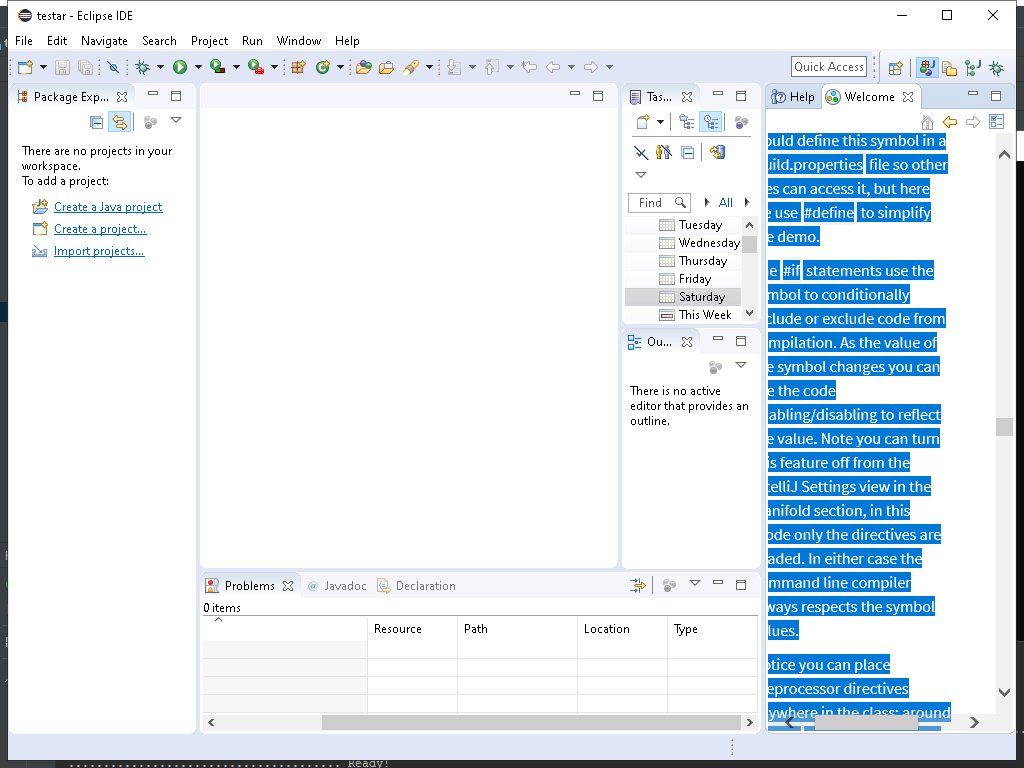 testar - Eclipse IDE
File Edit Navigate Search Project Run Window Help
Quick Access
Package Exp...
There are no projects in your
workspace.
To add a project:
Create a Java project
Create a project...
Import projects...
Tas...
Find
All
Tuesday
Wednesday
Thursday
Friday
Saturday
This Week
Ou...
There is no active
editor that provides an
outline.
Help
Welcome
ould define this symbol in a
uild.properties file so other
es can access it, but here
e use #define to simplify
e demo.
e #if statements use the
mbol to conditionally
clude or exclude code from
mpilation. As the value of
e symbol changes you can
e the code
abling/disabling to reflect
e value. Note you can turn
is feature off from the
telliJ Settings view in the
anifold section, in this
ode only the directives are
aded. In either case the
mmand line compiler
ways respects the symbol
lues.
otice you can place
eprocessor directives
ywhere in the class: around
Problems
@ Javadoc
Declaration
0 items
Resource Path Location Type
Ready!